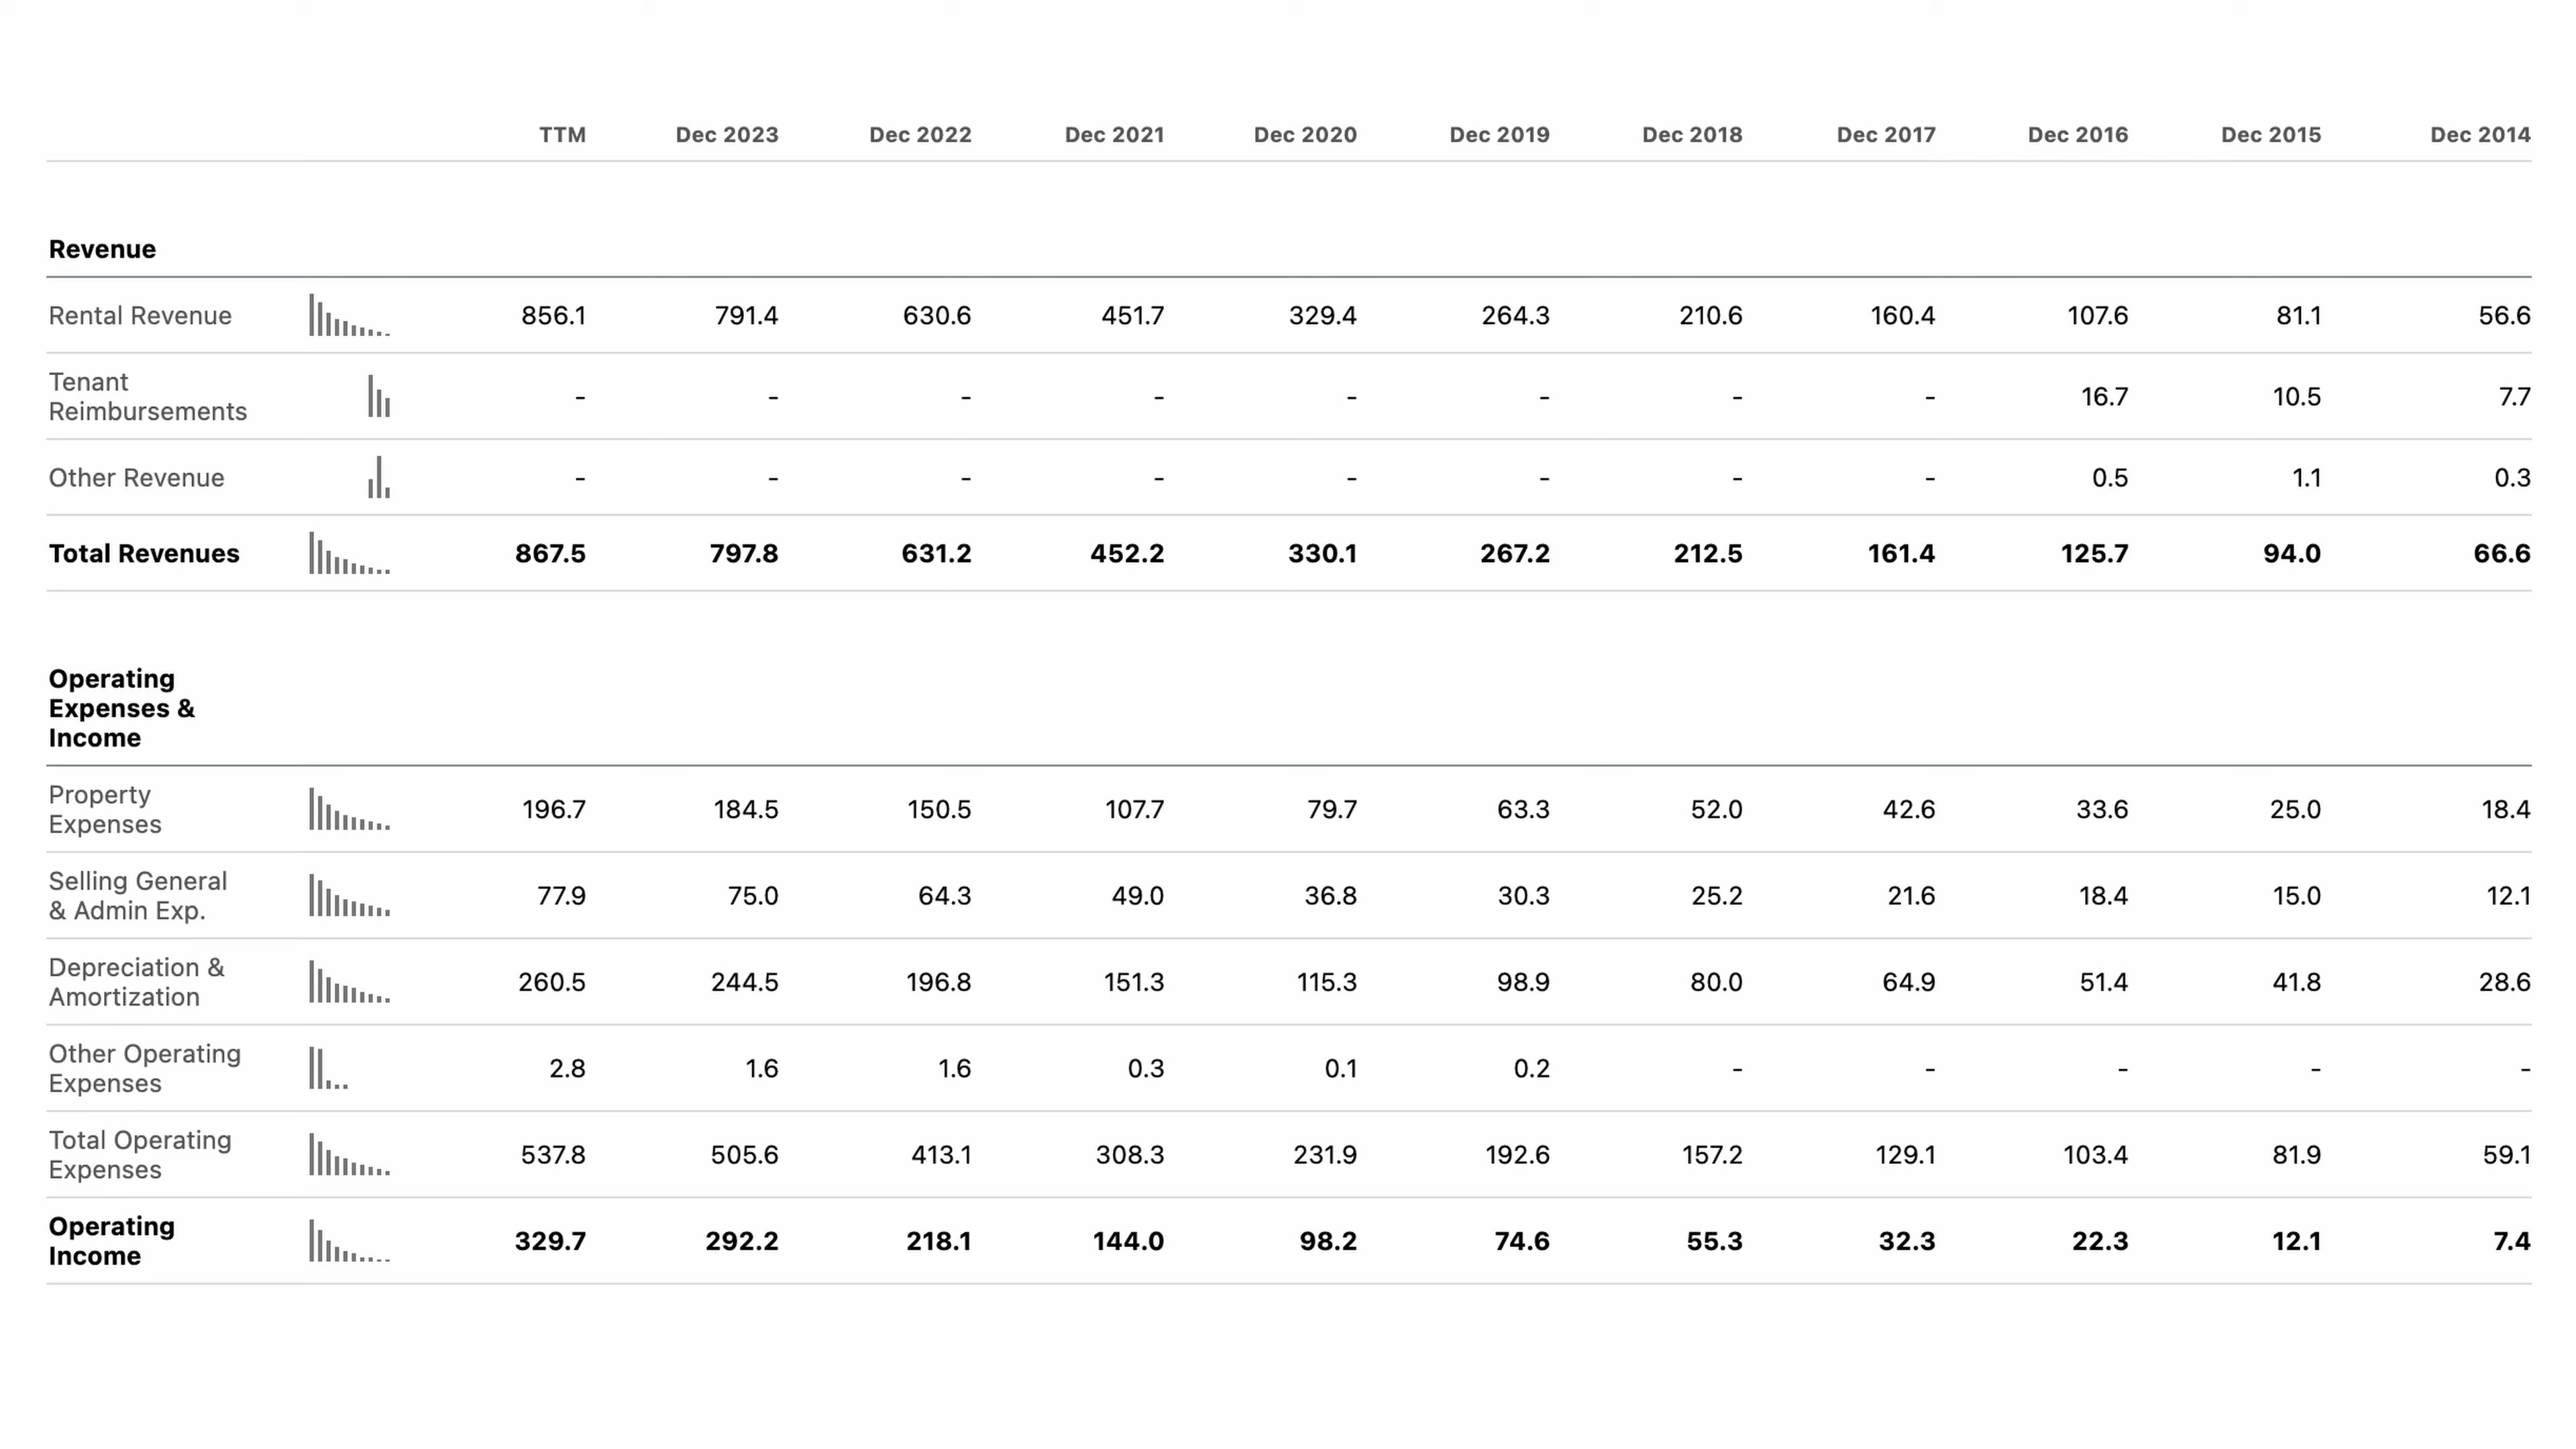 TTM Dec 2023 Dec 2022 Dec 2021 Dec 2020 Dec 2019 Dec 2018 Dec 2017 Dec 2016 Dec 2015 Dec 2014
Revenue
Rental Revenue 856.1 791.4 630.6 451.7 329.4 264.3 210.6 160.4 107.6 81.1 56.6
Tenant
Reimbursements - - - - - - - - 16.7 10.5 7.7
Other Revenue - - - - - - - - 0.5 1.1 0.3
Total Revenues 867.5 797.8 631.2 452.2 330.1 267.2 212.5 161.4 125.7 94.0 66.6
Operating
Expenses &
Income
Property
Expenses 196.7 184.5 150.5 107.7 79.7 63.3 52.0 42.6 33.6 25.0 18.4
Selling General
& Admin Exp. 77.9 75.0 64.3 49.0 36.8 30.3 25.2 21.6 18.4 15.0 12.1
Depreciation &
Amortization 260.5 244.5 196.8 151.3 115.3 98.9 80.0 64.9 51.4 41.8 28.6
Other Operating
Expenses 2.8 1.6 1.6 0.3 0.1 0.2 - - - - -
Total Operating
Expenses 537.8 505.6 413.1 308.3 231.9 192.6 157.2 129.1 103.4 81.9 59.1
Operating
Income 329.7 292.2 218.1 144.0 98.2 74.6 55.3 32.3 22.3 12.1 7.4